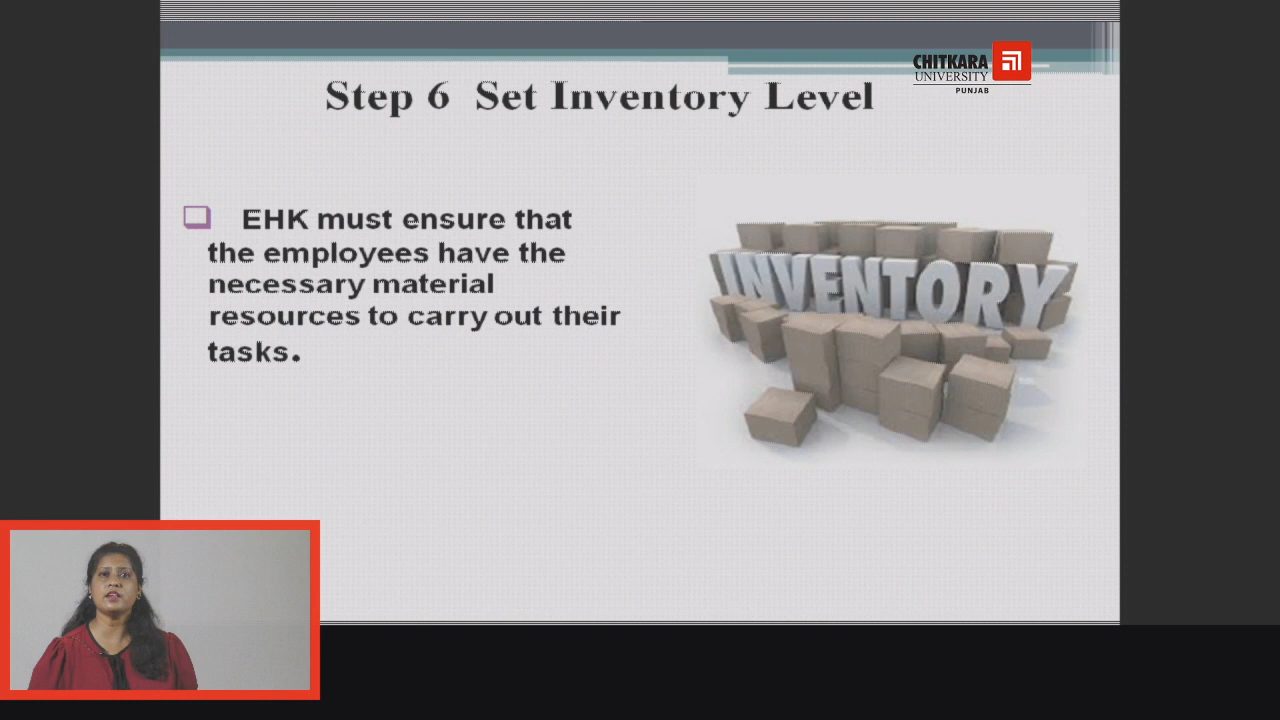 CHITKARA
UNIVERSITY
PUNJAB
Step 6 Set Inventory Level
EHK must ensure that
the employees have the
necessary material
resources to carry out their
tasks.
INVENTORY